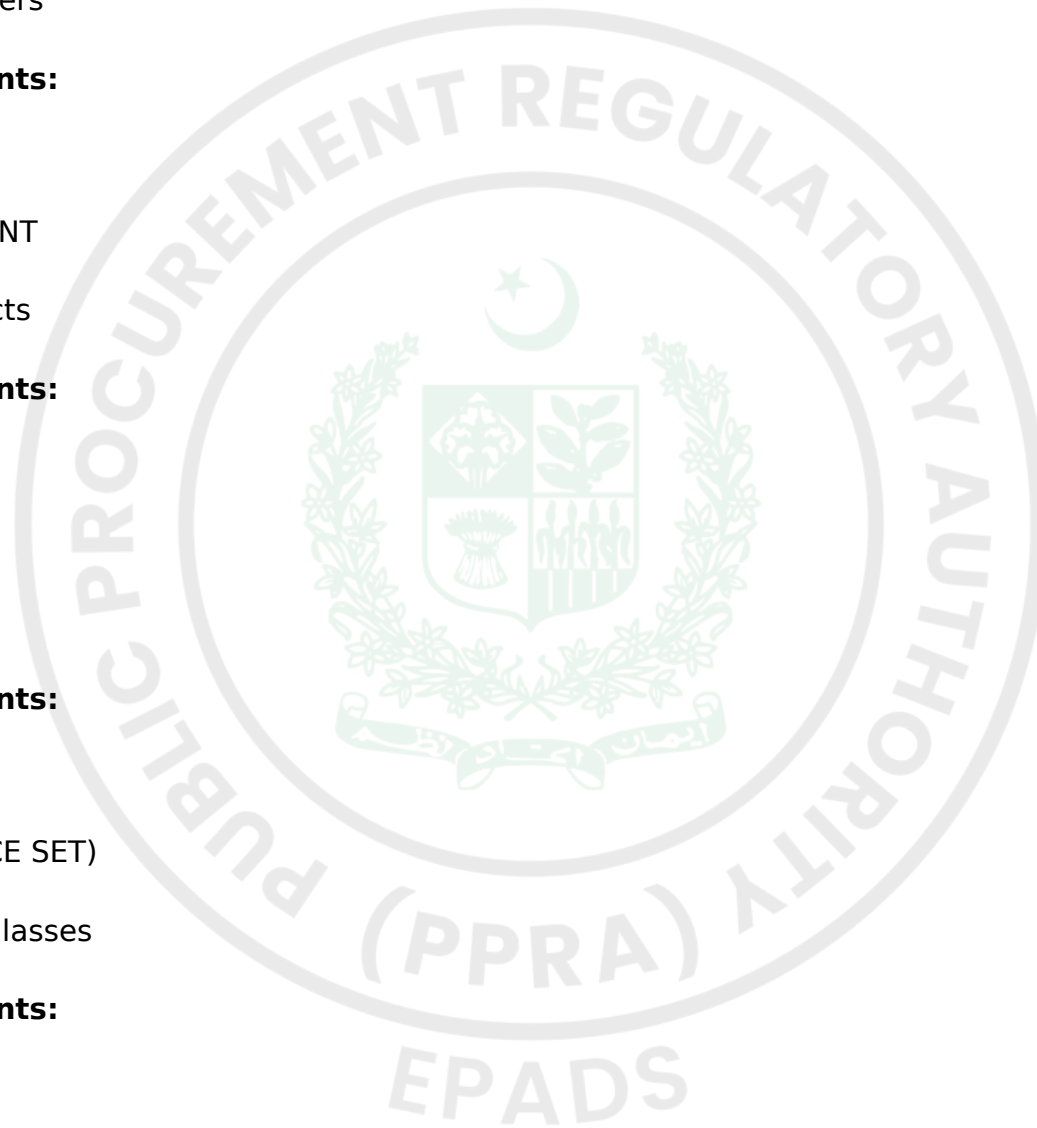 ers
nts:
NT
cts
nts:
nts:
CE SET)
lasses
nts:
PUBLIC PROCUREMENT REGULATORY AUTHORITY
(PPRA)
EPADS